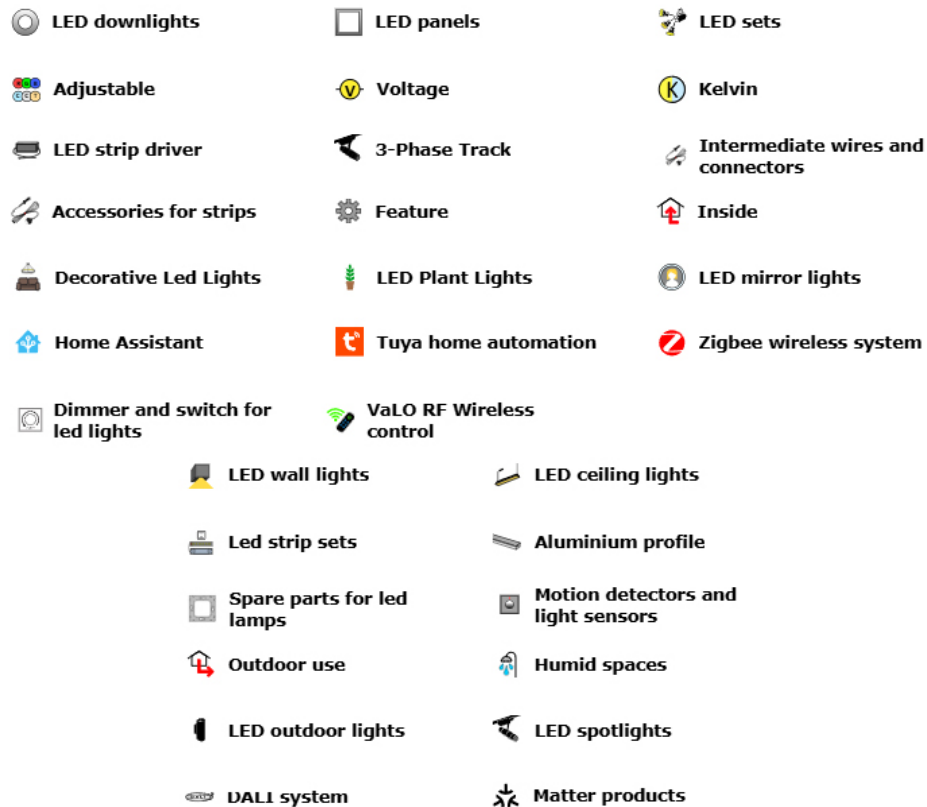 LED downlights
LED panels
LED sets
Adjustable
Voltage
Kelvin
LED strip driver
3-Phase Track
Intermediate wires and
connectors
Accessories for strips
Feature
Inside
Decorative Led Lights
LED Plant Lights
LED mirror lights
Home Assistant
Tuya home automation
Zigbee wireless system
Dimmer and switch for
led lights
VaLO RF Wireless
control
LED wall lights
LED ceiling lights
Led strip sets
Aluminium profile
Spare parts for led
lamps
Motion detectors and
light sensors
Outdoor use
Humid spaces
LED outdoor lights
LED spotlights
DALI system
Matter products